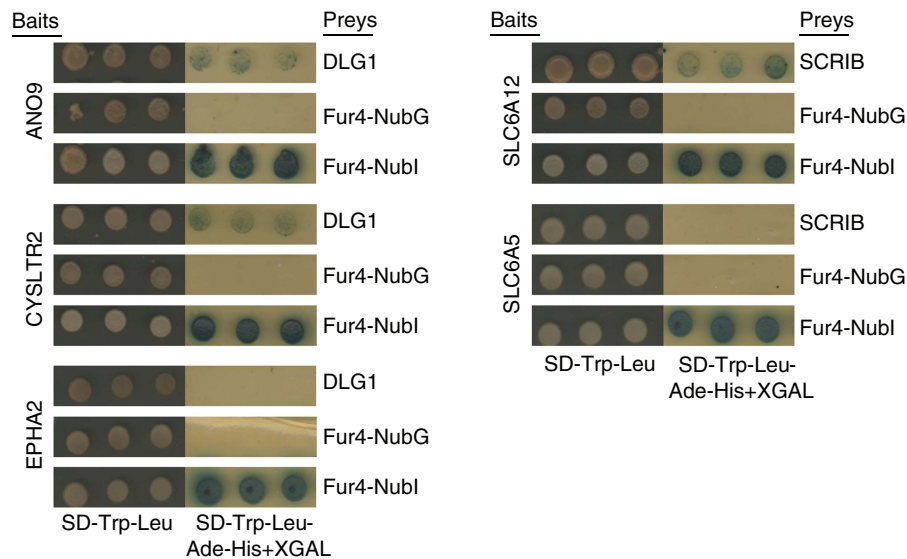 Baits
Preys
ANO9
DLG1
Fur4-NubG
Fur4-NubI
CYSLTR2
DLG1
Fur4-NubG
Fur4-NubI
EPHA2
DLG1
Fur4-NubG
Fur4-NubI
SD-Trp-Leu
SD-Trp-Leu-
Ade-His+XGAL
Baits
Preys
SLC6A12
SCRIB
Fur4-NubG
Fur4-NubI
SLC6A5
SCRIB
Fur4-NubG
Fur4-NubI
SD-Trp-Leu
SD-Trp-Leu-
Ade-His+XGAL